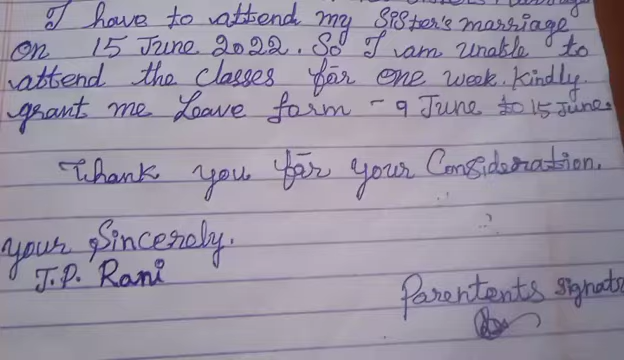 I have to attend my Sister's marriage
on 15 June 2022. So I am unable to
attend the classes for one week. Kindly
grant me Leave form - 9 June to 15 June.
Thank you for your Consideration.
your Sincerely.
J.P. Rani
Parentents signat